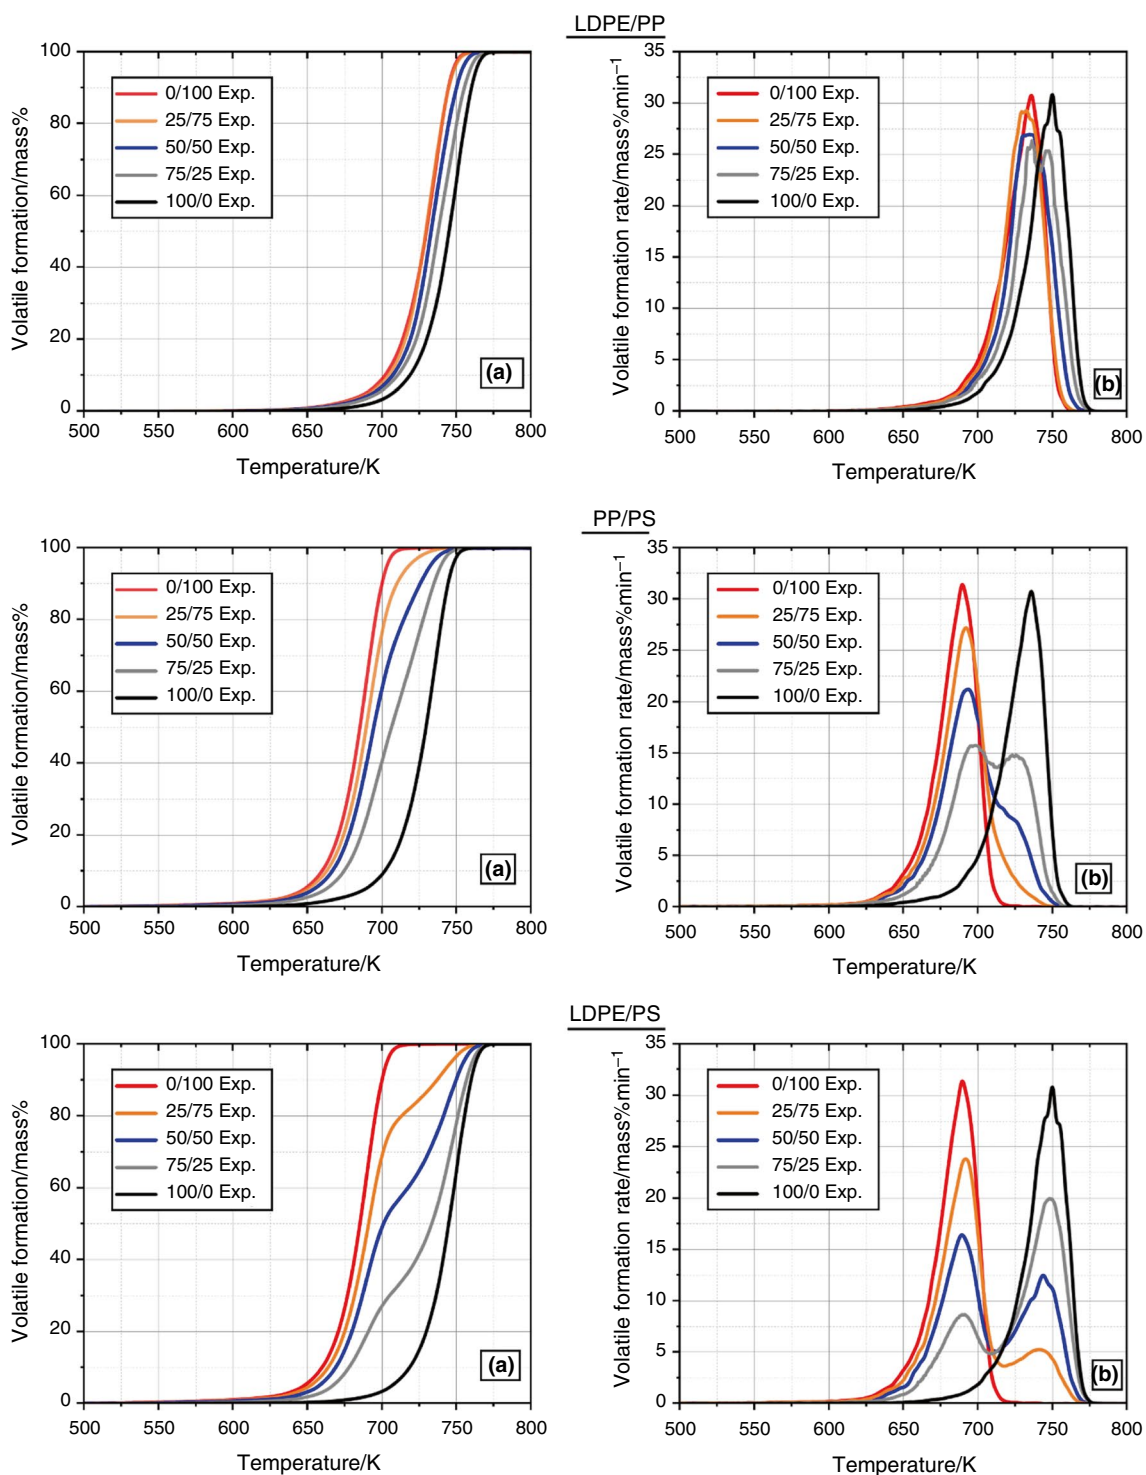 LDPE/PP
Volatile formation/mass%
100
80
60
40
20
0
0/100 Exp.
25/75 Exp.
50/50 Exp.
75/25 Exp.
100/0 Exp.
(a)
500 550 600 650 700 750 800
Temperature/K
Volatile formation rate/mass%min⁻¹
35
30
25
20
15
10
5
0
0/100 Exp.
25/75 Exp.
50/50 Exp.
75/25 Exp.
100/0 Exp.
(b)
500 550 600 650 700 750 800
Temperature/K
PP/PS
Volatile formation/mass%
100
80
60
40
20
0
0/100 Exp.
25/75 Exp.
50/50 Exp.
75/25 Exp.
100/0 Exp.
(a)
500 550 600 650 700 750 800
Temperature/K
Volatile formation rate/mass%min⁻¹
35
30
25
20
15
10
5
0
0/100 Exp.
25/75 Exp.
50/50 Exp.
75/25 Exp.
100/0 Exp.
(b)
500 550 600 650 700 750 800
Temperature/K
LDPE/PS
Volatile formation/mass%
100
80
60
40
20
0
0/100 Exp.
25/75 Exp.
50/50 Exp.
75/25 Exp.
100/0 Exp.
(a)
500 550 600 650 700 750 800
Temperature/K
Volatile formation rate/mass%min⁻¹
35
30
25
20
15
10
5
0
0/100 Exp.
25/75 Exp.
50/50 Exp.
75/25 Exp.
100/0 Exp.
(b)
500 550 600 650 700 750 800
Temperature/K